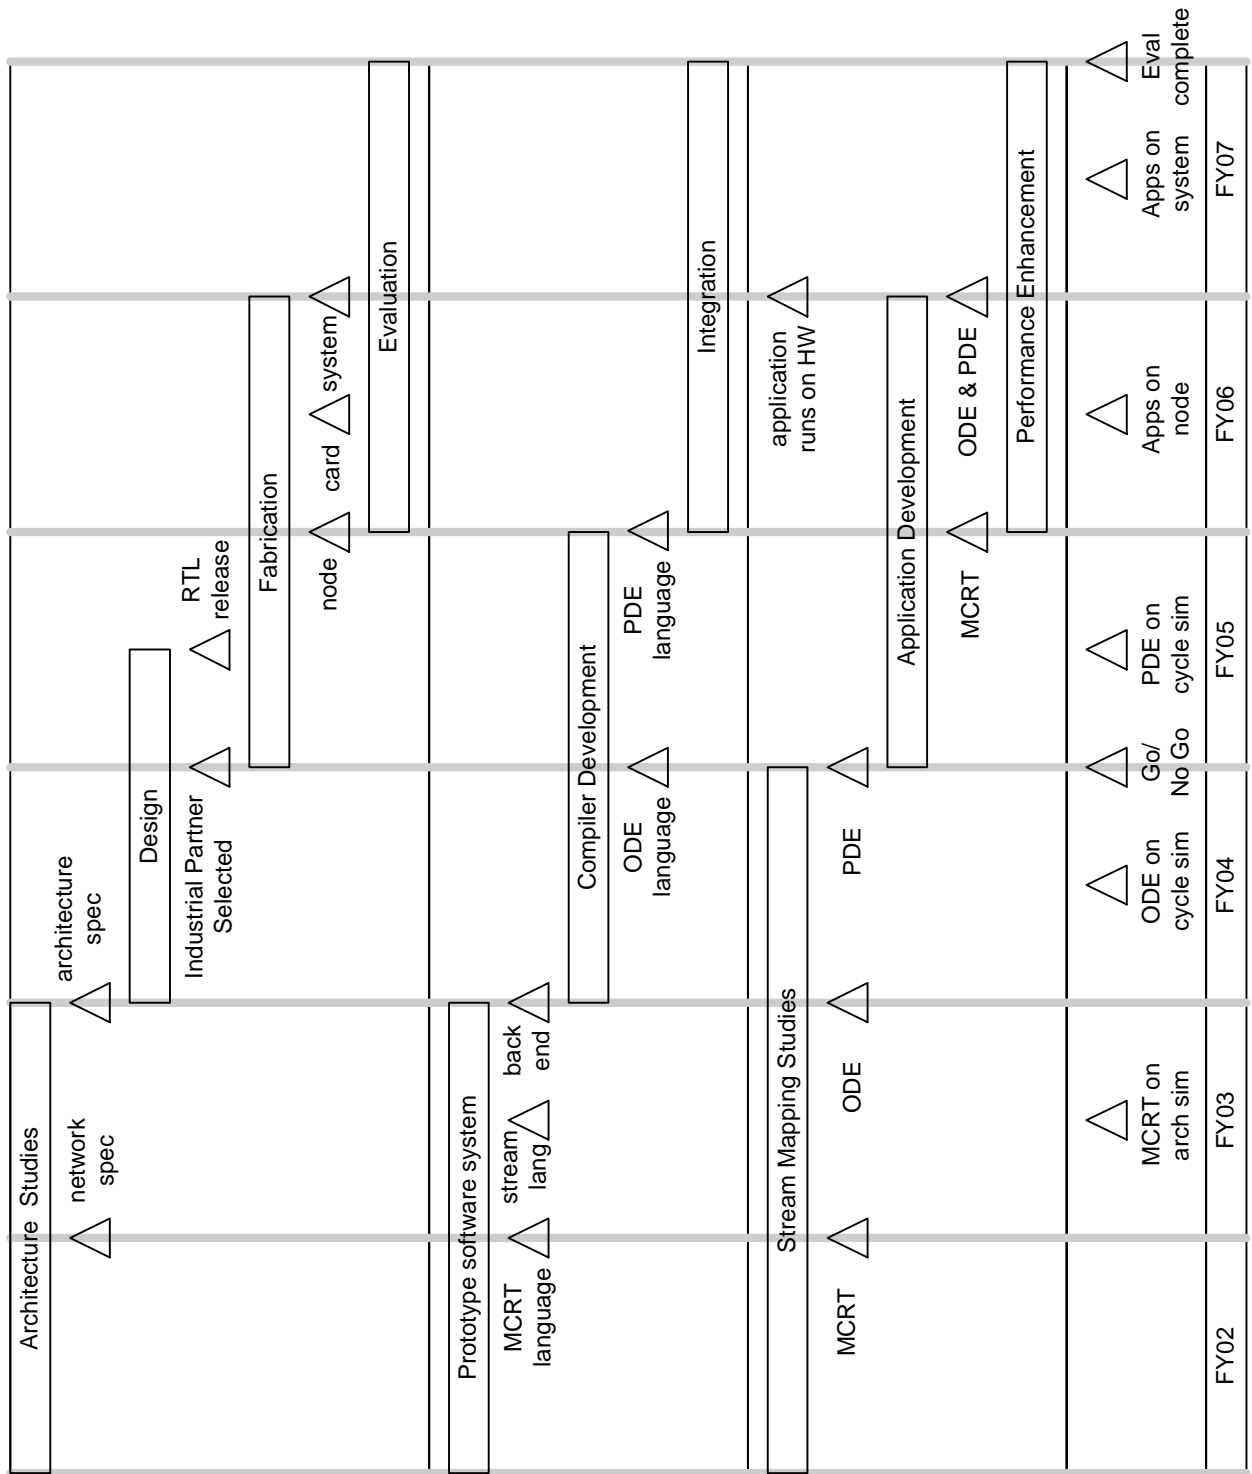 Architecture Studies
network
spec
architecture
spec
Design
Industrial Partner
Selected
RTL
release
Fabrication
node
card
system
Evaluation
Prototype software system
MCRT
language
stream
lang
back
end
Compiler Development
ODE
language
PDE
language
Integration
Stream Mapping Studies
MCRT
ODE
PDE
application
runs on HW
Application Development
MCRT
ODE & PDE
Performance Enhancement
MCRT on
arch sim
ODE on
cycle sim
Go/
No Go
PDE on
cycle sim
Apps on
node
Apps on
system
Eval
complete
FY02
FY03
FY04
FY05
FY06
FY07